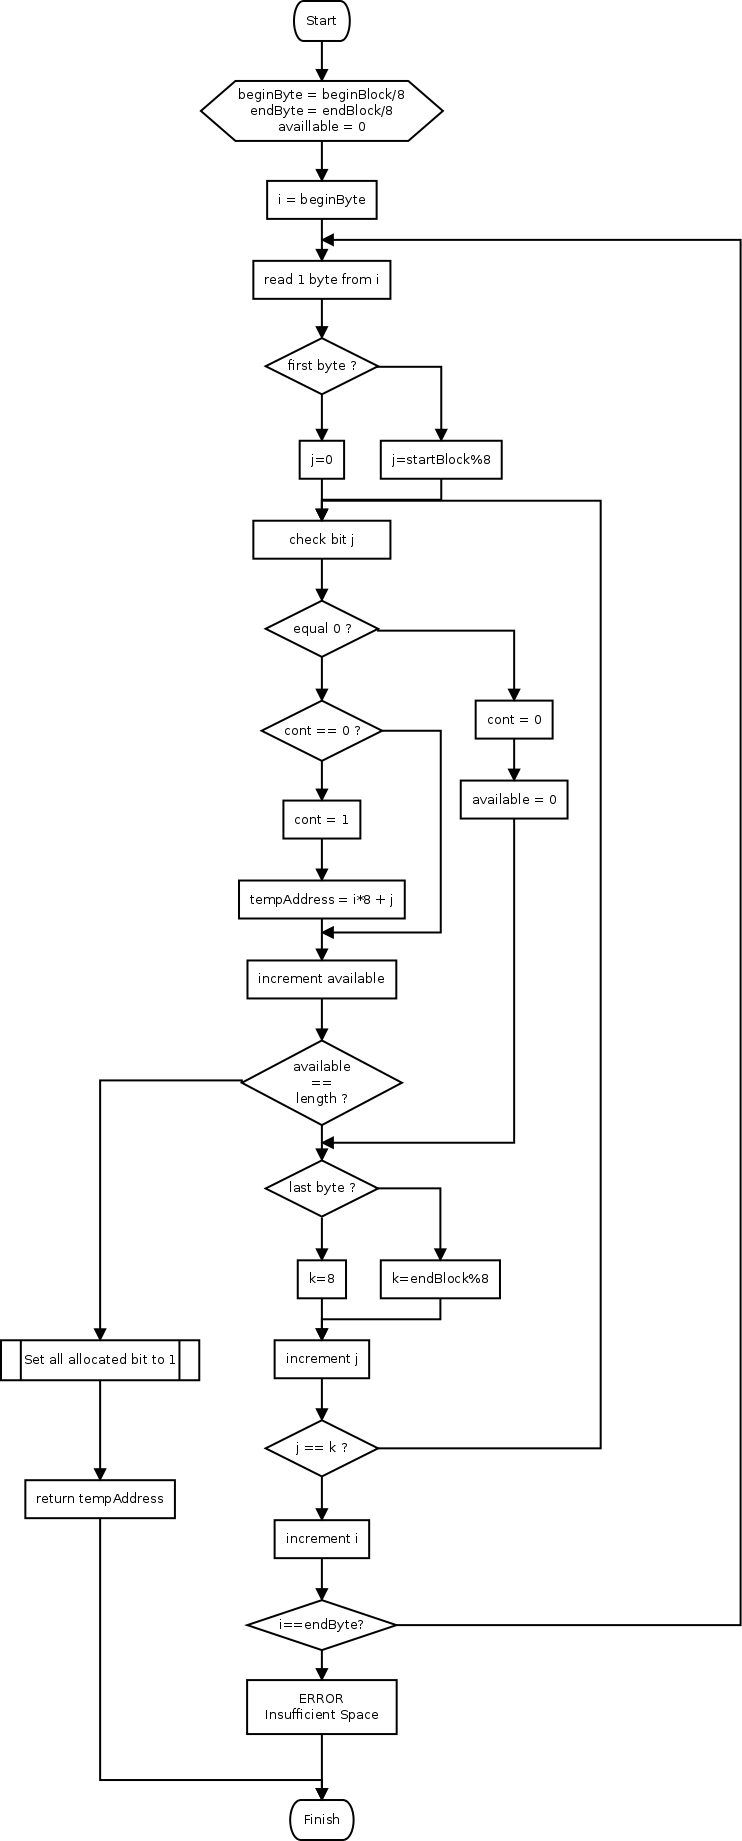 Start
beginByte = beginBlock/8
endByte = endBlock/8
availlable = 0
i = beginByte
read 1 byte from i
first byte ?
j=0
j=startBlock%8
check bit j
equal 0 ?
cont == 0 ?
cont = 0
cont = 1
available = 0
tempAddress = i*8 + j
increment available
available
==
length ?
last byte ?
k=8
k=endBlock%8
Set all allocated bit to 1
increment j
j == k ?
return tempAddress
increment i
i==endByte?
ERROR
Insufficient Space
Finish